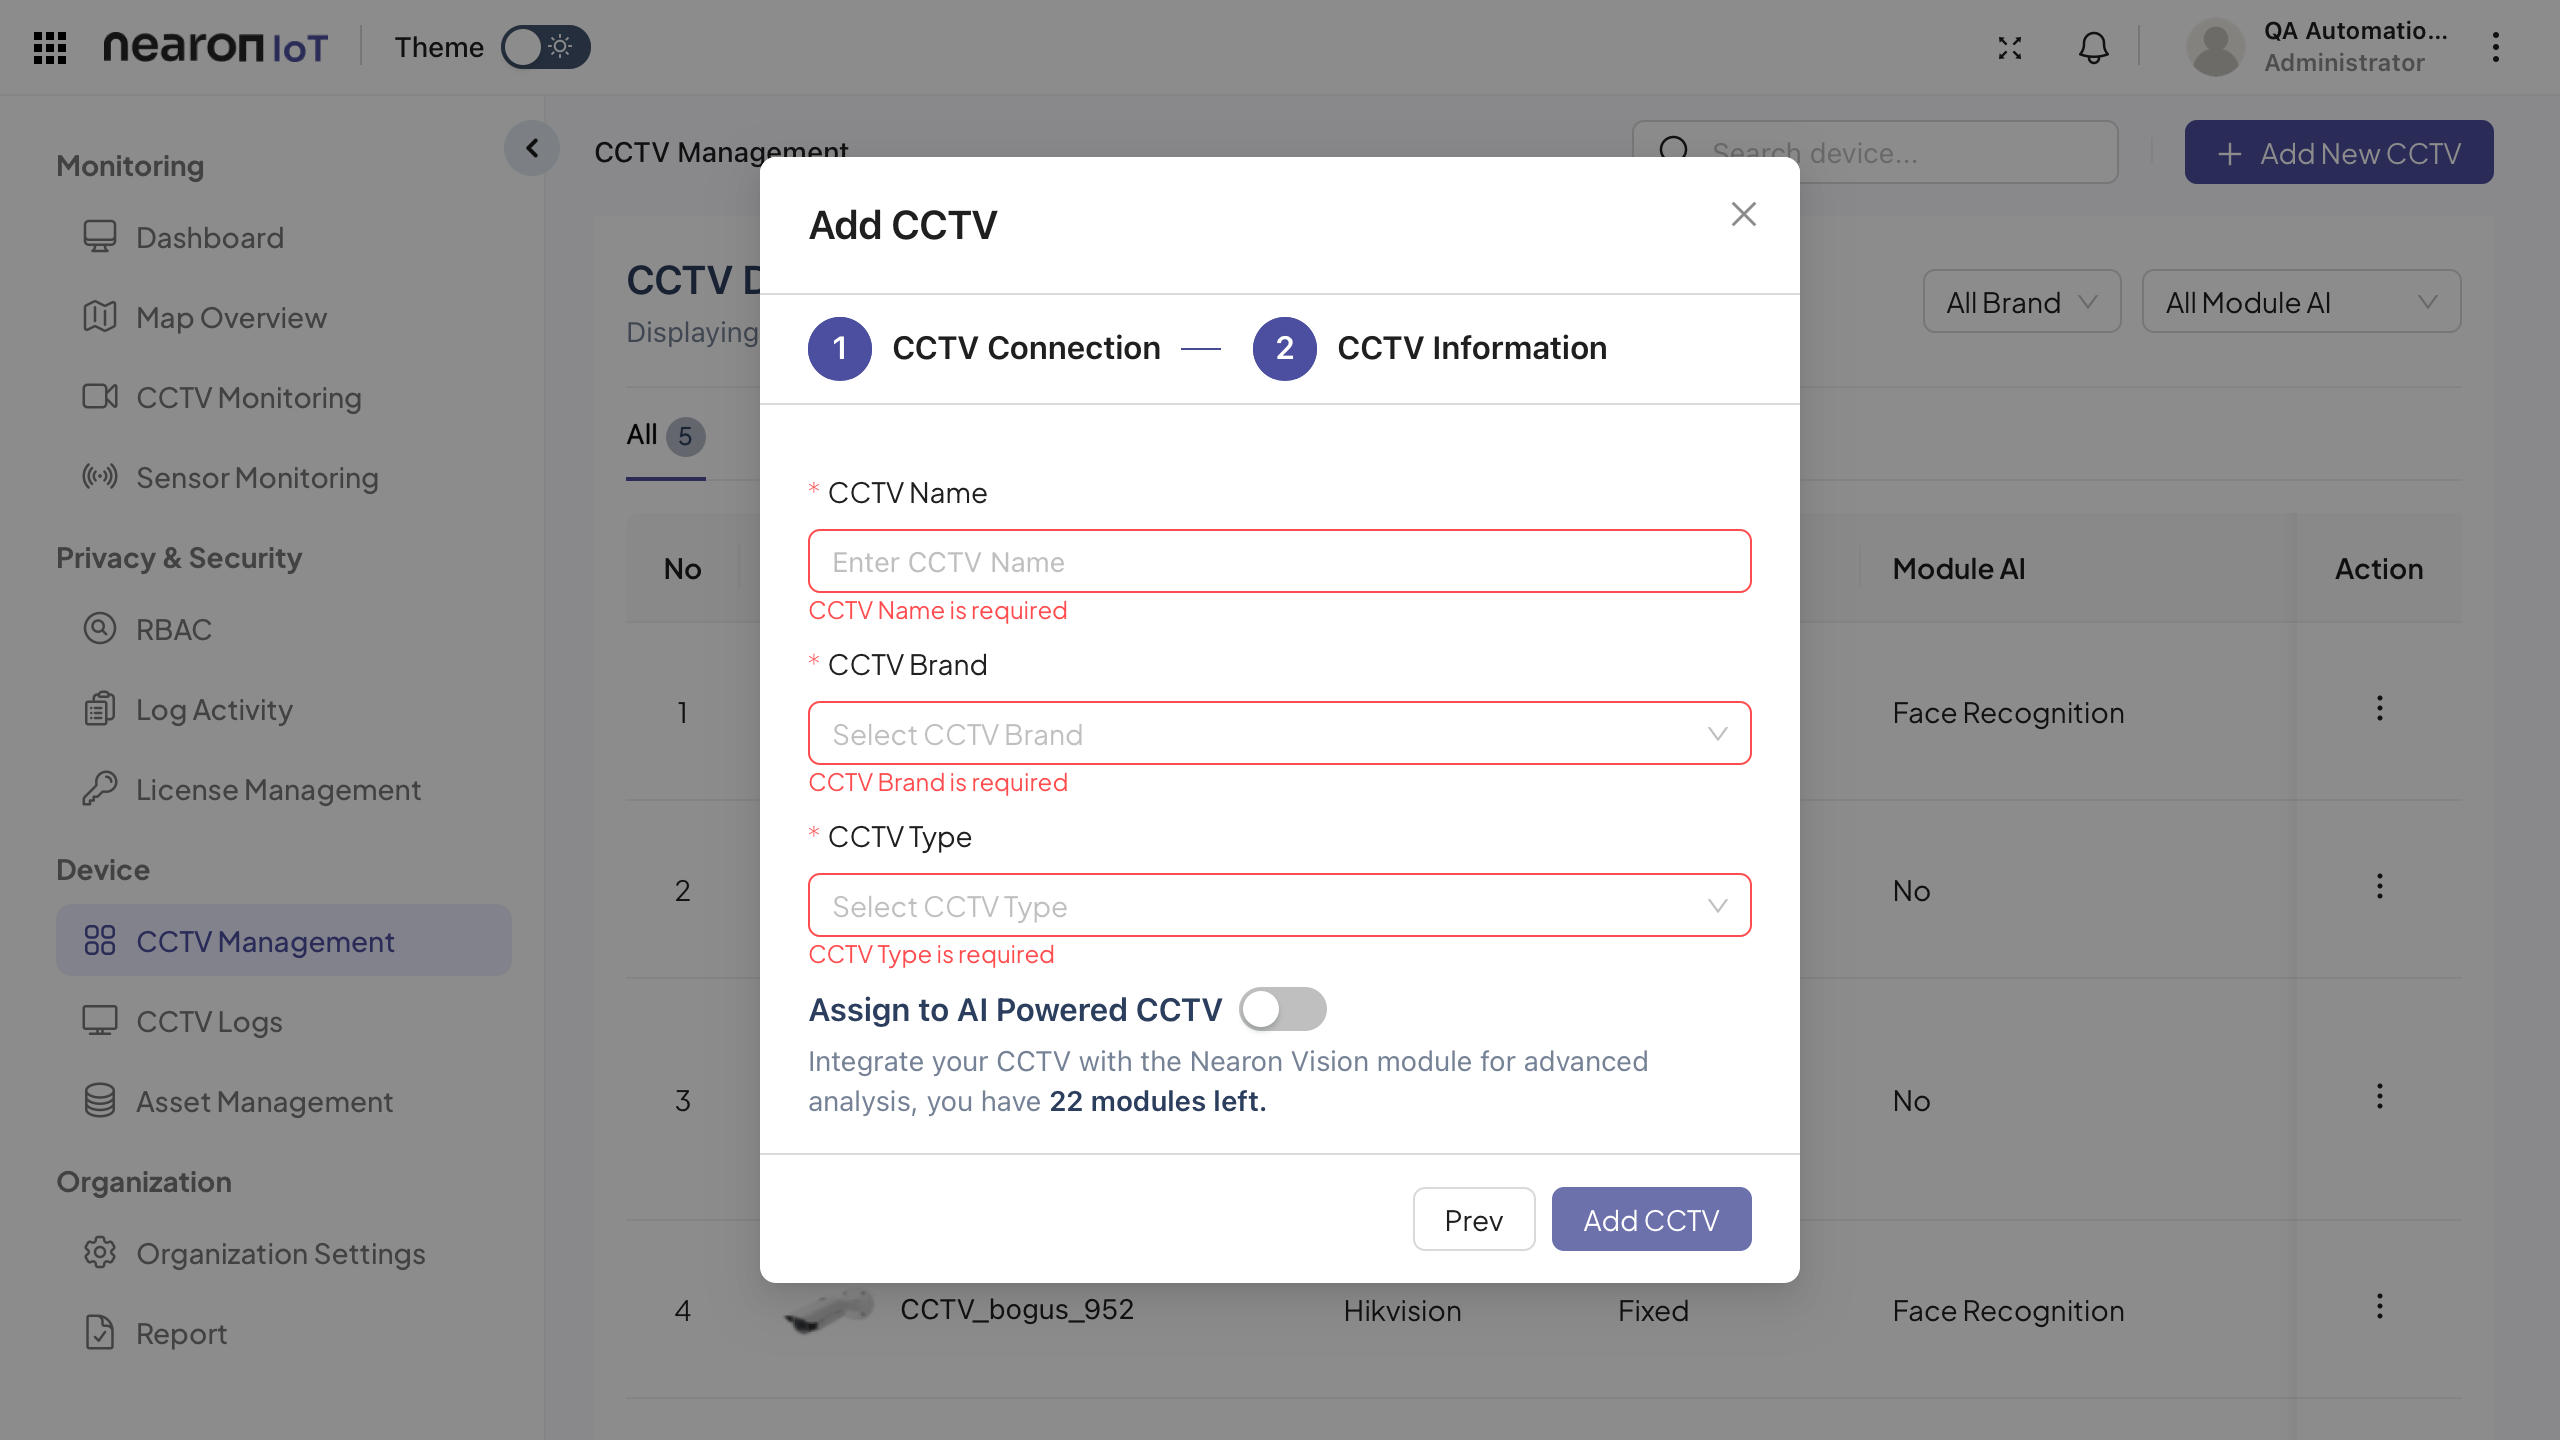 nearon IoT
Theme
QA Automatio...
Administrator
Monitoring
Dashboard
Map Overview
CCTV Monitoring
Sensor Monitoring
Privacy & Security
RBAC
Log Activity
License Management
Device
CCTV Management
CCTV Logs
Asset Management
Organization
Organization Settings
Report
CCTV Management
Search device...
Add New CCTV
CCTV D
Displaying
All Brand
All Module AI
All 5
No
Module AI
Action
1
Face Recognition
2
No
3
No
4
CCTV_bogus_952
Hikvision
Fixed
Face Recognition
Add CCTV
1 CCTV Connection
2 CCTV Information
* CCTV Name
Enter CCTV Name
CCTV Name is required
* CCTV Brand
Select CCTV Brand
CCTV Brand is required
* CCTV Type
Select CCTV Type
CCTV Type is required
Assign to AI Powered CCTV
Integrate your CCTV with the Nearon Vision module for advanced
analysis, you have 22 modules left.
Prev
Add CCTV